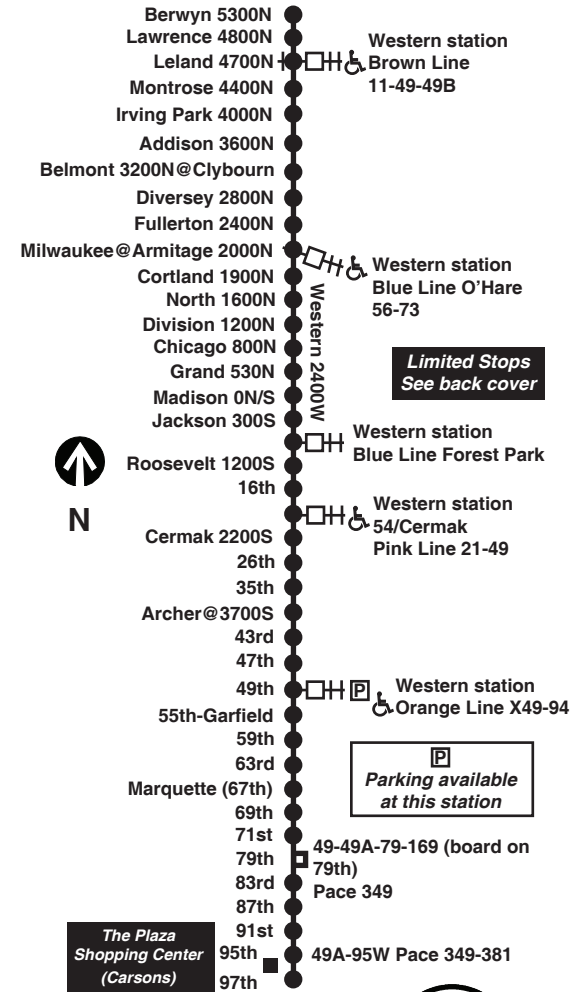 Berwyn 5300N
Lawrence 4800N
Leland 4700N
Western station
Brown Line
11-49-49B
Montrose 4400N
Irving Park 4000N
Addison 3600N
Belmont 3200N@Clybourn
Diversey 2800N
Fullerton 2400N
Milwaukee@Armitage 2000N
Western station
Blue Line O’Hare
56-73
Cortland 1900N
North 1600N
Division 1200N
Chicago 800N
Grand 530N
Madison 0N/S
Jackson 300S
Western 2400W
Limited Stops
See back cover
Western station
Blue Line Forest Park
Roosevelt 1200S
16th
N
Western station
54/Cermak
Pink Line 21-49
Cermak 2200S
26th
35th
Archer@3700S
43rd
47th
49th
P
Western station
Orange Line X49-94
55th-Garfield
59th
63rd
P
Parking available
at this station
Marquette (67th)
69th
71st
79th
49-49A-79-169 (board on
79th)
Pace 349
83rd
87th
91st
The Plaza
Shopping Center
(Carsons)
95th
49A-95W Pace 349-381
97th